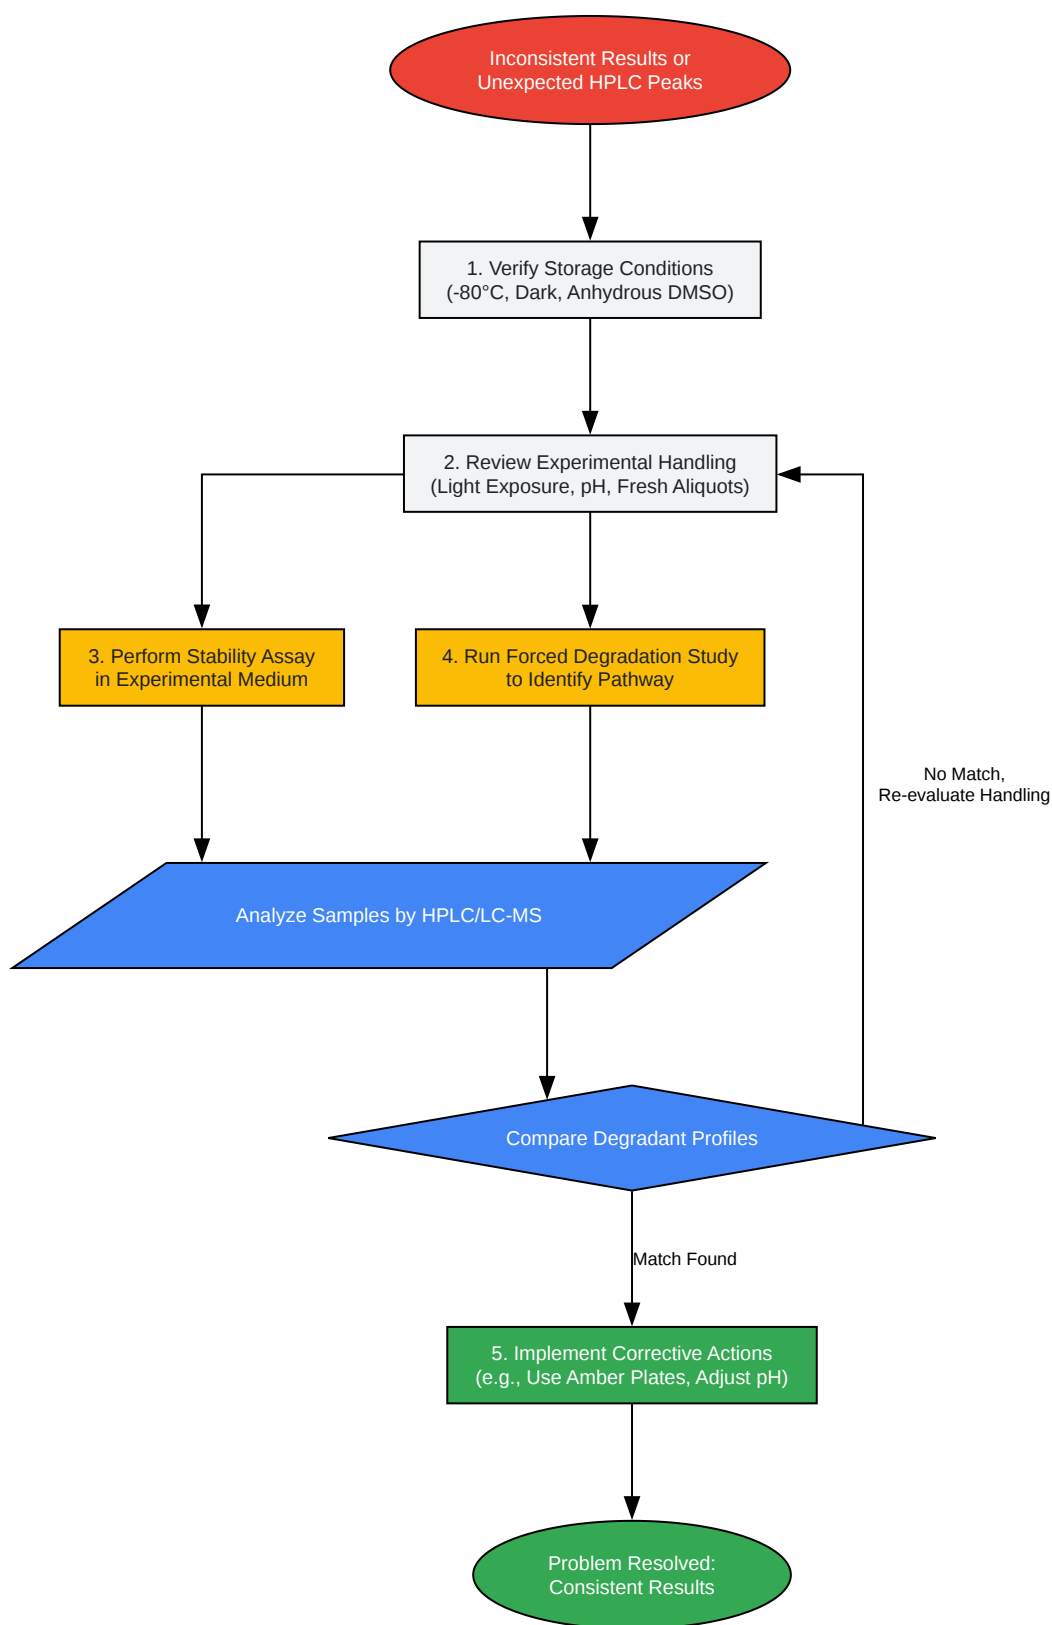 Inconsistent Results or
Unexpected HPLC Peaks
1. Verify Storage Conditions
(-80°C, Dark, Anhydrous DMSO)
2. Review Experimental Handling
(Light Exposure, pH, Fresh Aliquots)
3. Perform Stability Assay
in Experimental Medium
4. Run Forced Degradation Study
to Identify Pathway
No Match,
Re-evaluate Handling
Analyze Samples by HPLC/LC-MS
Compare Degradant Profiles
Match Found
5. Implement Corrective Actions
(e.g., Use Amber Plates, Adjust pH)
Problem Resolved:
Consistent Results